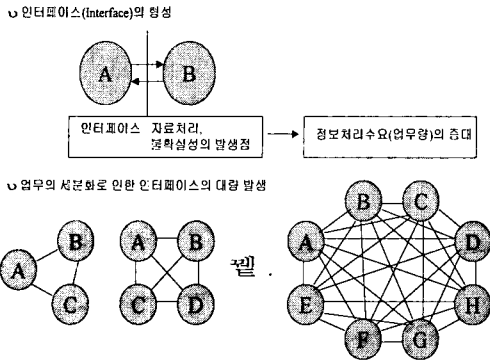 인터페이스(Interface)의 형성
A B
인터페이스 자료처리,
불확실성의 발생점
정보처리수요(업무량)의 증대
업무의 세분화로 인한 인터페이스의 대량 발생
B C
B A B A D
A
C C D E H
F G